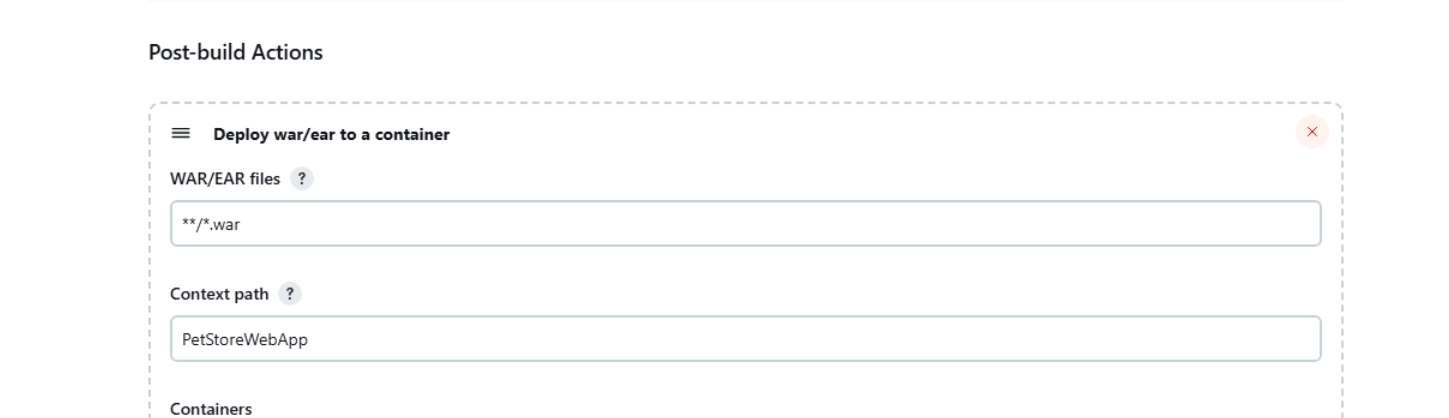 Post-build Actions
Deploy war/ear to a container
WAR/EAR files ?
**/*.war
Context path ?
PetStoreWebApp
Containers